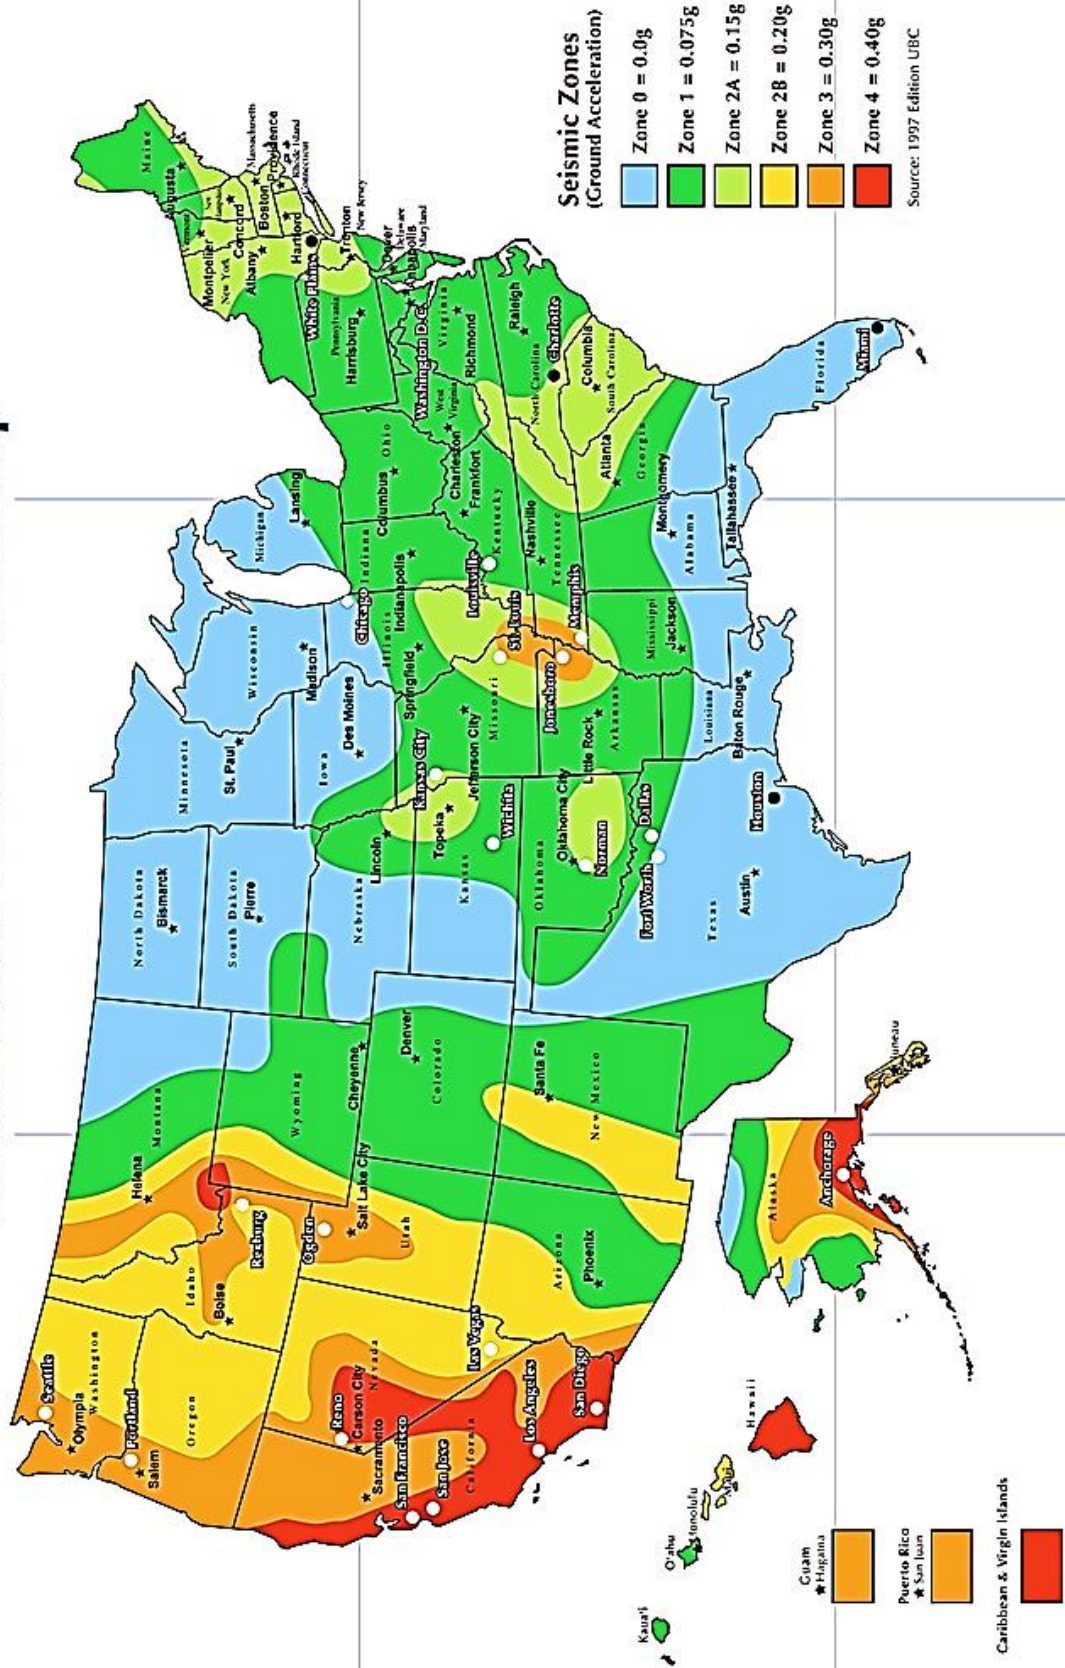 Seismic Zones
(Ground Acceleration)
Zone 0 = 0.0g
Zone 1 = 0.075g
Zone 2A = 0.15g
Zone 2B = 0.20g
Zone 3 = 0.30g
Zone 4 = 0.40g
Source: 1997 Edition UBC
Seattle
Olympia
Washington
Portland
Salem
Oregon
Idaho
Boise
Rexburg
Helena
Montana
Wyoming
Cheyenne
Ogden
Salt Lake City
Utah
Nevada
Reno
Carson City
Las Vegas
Sacramento
San Francisco
San Jose
California
Los Angeles
San Diego
Arizona
Phoenix
New Mexico
Santa Fe
Colorado
Denver
North Dakota
Bismarck
South Dakota
Pierre
Nebraska
Lincoln
Kansas
Topeka
Wichita
Kansas City
Oklahoma
Oklahoma City
Norman
Texas
Fort Worth
Dallas
Austin
Houston
Minnesota
St. Paul
Iowa
Des Moines
Wisconsin
Madison
Illinois
Chicago
Springfield
Missouri
Jefferson City
St. Louis
Arkansas
Little Rock
Jonesboro
Louisiana
Baton Rouge
Michigan
Lansing
Indiana
Indianapolis
Ohio
Columbus
Kentucky
Louisville
Frankfort
Tennessee
Nashville
Memphis
Mississippi
Jackson
Alabama
Montgomery
Georgia
Atlanta
Florida
Tallahassee
Miami
South Carolina
Columbia
North Carolina
Charlotte
Raleigh
Virginia
Richmond
West
Virginia
Charleston
Washington D.C.
Maryland
Annapolis
Delaware
Dover
Pennsylvania
Harrisburg
New Jersey
Trenton
New York
Albany
White Plains
Connecticut
Hartford
Rhode Island
Providence
Massachusetts
Boston
Concord
Vermont
Montpelier
Maine
Augusta
Alaska
Anchorage
Juneau
Hawaii
Maui
Honolulu
O'ahu
Kaua'i
Guam
Hagatna
Puerto Rico
San Juan
Caribbean & Virgin Islands